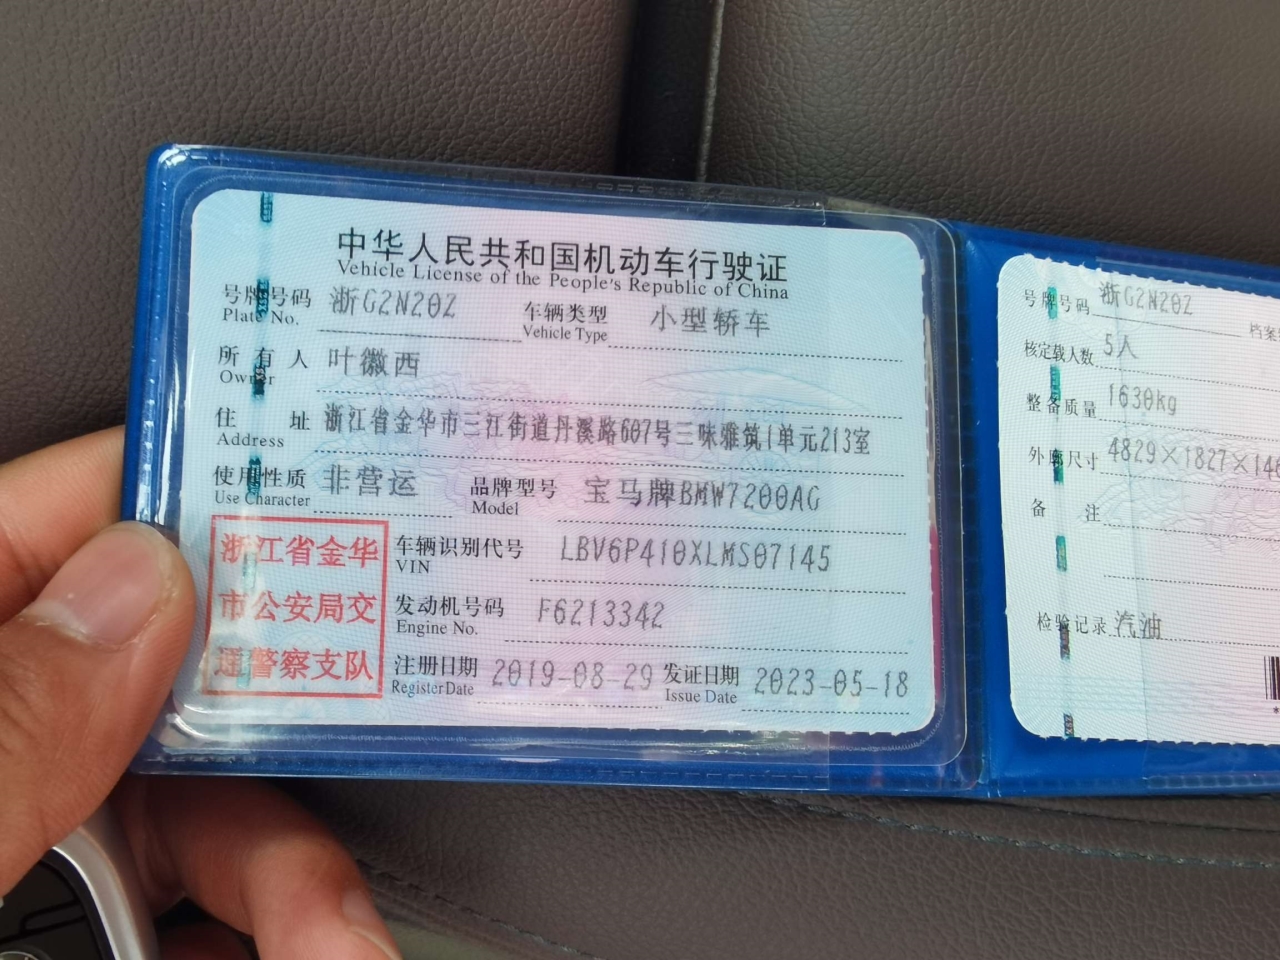 中华人民共和国机动车行驶证
Vehicle License of the People's Republic of China
号牌号码 浙G2N20Z 车辆类型 小型轿车
Plate No. Vehicle Type
所有人 叶徽西
Owner
住址 浙江省金华市三江街道丹溪路607号三味雅筑1单元213室
Address
使用性质 非营运 品牌型号 宝马牌BMW7200AG
Use Character Model
浙江省金华
市公安局交
通警察支队
车辆识别代号 LBV6P410XLMS07145
VIN
发动机号码 F6213342
Engine No.
注册日期 2019-08-29 发证日期 2023-05-18
Register Date Issue Date
号牌号码 浙G2N20Z 档案
核定载人数 5人
整备质量 1630kg
外廓尺寸 4829×1827×14
备注
检验记录 汽油